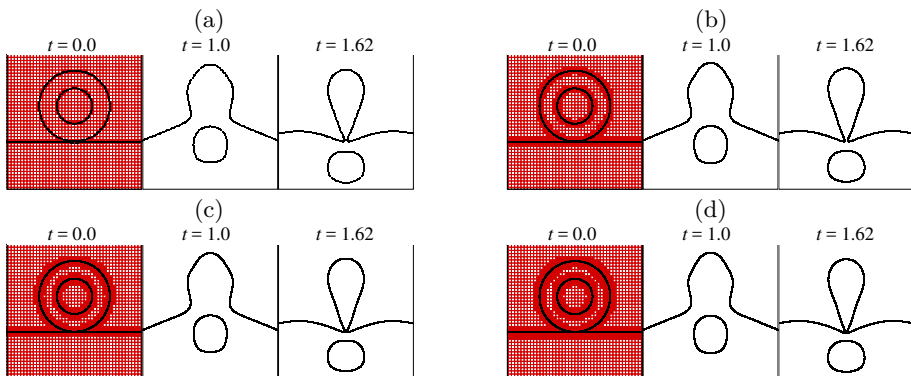 (a)
t = 0.0 t = 1.0 t = 1.62
(b)
t = 0.0 t = 1.0 t = 1.62
(c)
t = 0.0 t = 1.0 t = 1.62
(d)
t = 0.0 t = 1.0 t = 1.62